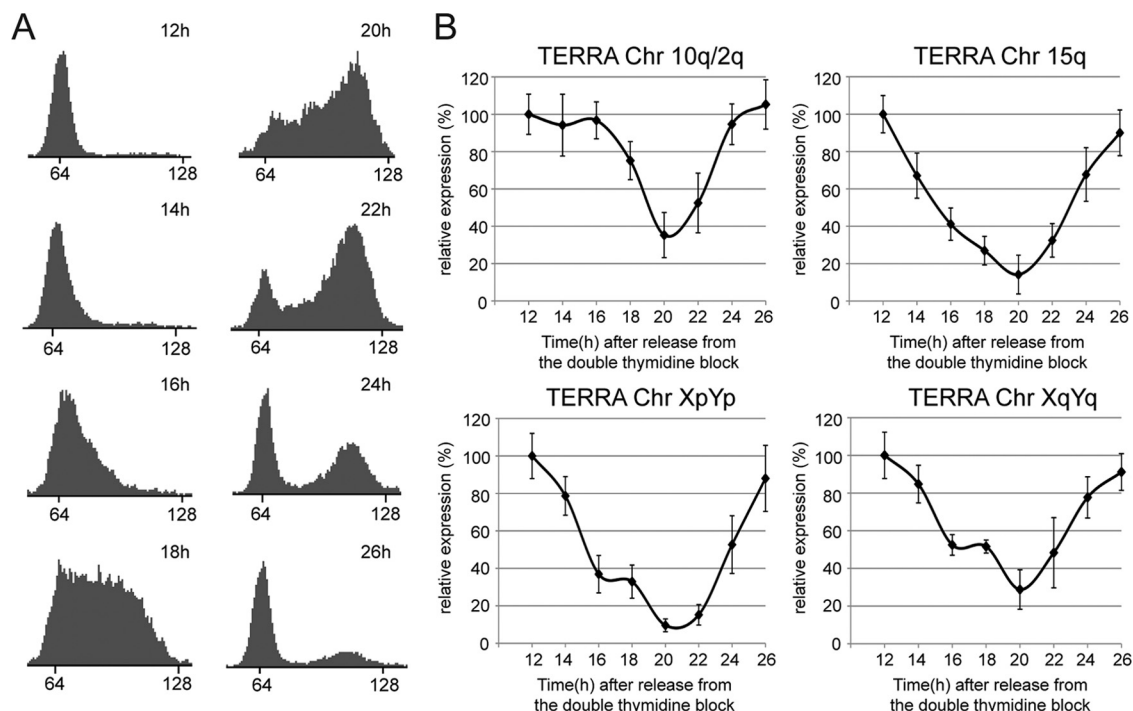 A
12h
64
128
20h
64
128
14h
64
128
22h
64
128
16h
64
128
24h
64
128
18h
64
128
26h
64
128
B
TERRA Chr 10q/2q
relative expression (%)
120
100
80
60
40
20
0
12 14 16 18 20 22 24 26
Time(h) after release from
the double thymidine block
TERRA Chr 15q
relative expression (%)
120
100
80
60
40
20
0
12 14 16 18 20 22 24 26
Time(h) after release from
the double thymidine block
TERRA Chr XpYp
relative expression (%)
120
100
80
60
40
20
0
12 14 16 18 20 22 24 26
Time(h) after release from
the double thymidine block
TERRA Chr XqYq
relative expression (%)
120
100
80
60
40
20
0
12 14 16 18 20 22 24 26
Time(h) after release from
the double thymidine block